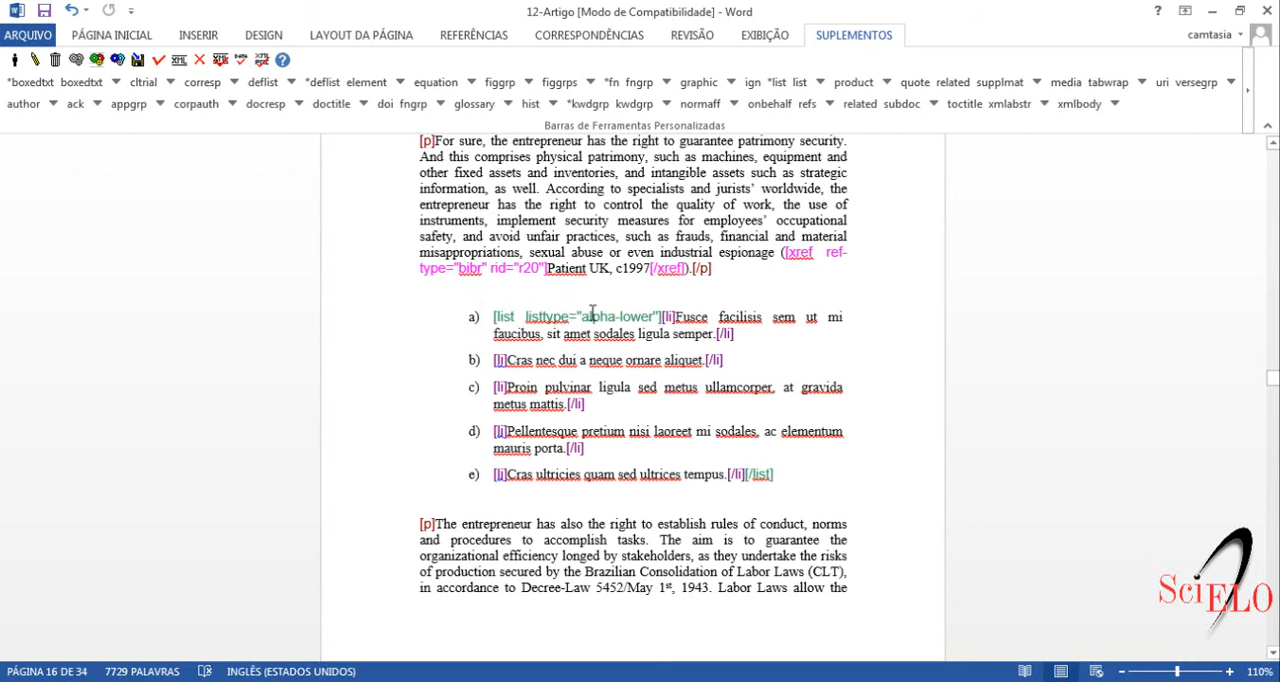 12-Artigo [Modo de Compatibilidade] - Word
ARQUIVO PÁGINA INICIAL INSERIR DESIGN LAYOUT DA PÁGINA REFERÊNCIAS CORRESPONDÊNCIAS REVISÃO EXIBIÇÃO SUPLEMENTOS camtasia
*boxedtxt boxedtxt cltrial corresp deflist *deflist element equation figgrp figgrps *fn fngrp graphic ign *list list product quote related supplmat media tabwrap uri versegrp
author ack appgrp corpauth docresp doctitle doi fngrp glossary hist *kwdgrp kwdgrp normaff onbehalf refs related subdoc toctitle xmlabstr xmlbody
Barras de Ferramentas Personalizadas
[p]For sure, the entrepreneur has the right to guarantee patrimony security.
And this comprises physical patrimony, such as machines, equipment and
other fixed assets and inventories, and intangible assets such as strategic
information, as well. According to specialists and jurists’ worldwide, the
entrepreneur has the right to control the quality of work, the use of
instruments, implement security measures for employees’ occupational
safety, and avoid unfair practices, such as frauds, financial and material
misappropriations, sexual abuse or even industrial espionage ([xref ref-
type="bibr" rid="r20"]Patient UK, c1997[/xref]).[/p]
a) [list listtype="alpha-lower"][li]Fusce facilisis sem ut mi
faucibus, sit amet sodales ligula semper.[/li]
b) [li]Cras nec dui a neque ornare aliquet.[/li]
c) [li]Proin pulvinar ligula sed metus ullamcorper, at gravida
metus mattis.[/li]
d) [li]Pellentesque pretium nisi laoreet mi sodales, ac elementum
mauris porta.[/li]
e) [li]Cras ultricies quam sed ultrices tempus.[/li][/list]
[p]The entrepreneur has also the right to establish rules of conduct, norms
and procedures to accomplish tasks. The aim is to guarantee the
organizational efficiency longed by stakeholders, as they undertake the risks
of production secured by the Brazilian Consolidation of Labor Laws (CLT),
in accordance to Decree-Law 5452/May 1st, 1943. Labor Laws allow the
SciELO
PÁGINA 16 DE 34 7729 PALAVRAS INGLÊS (ESTADOS UNIDOS) 110%